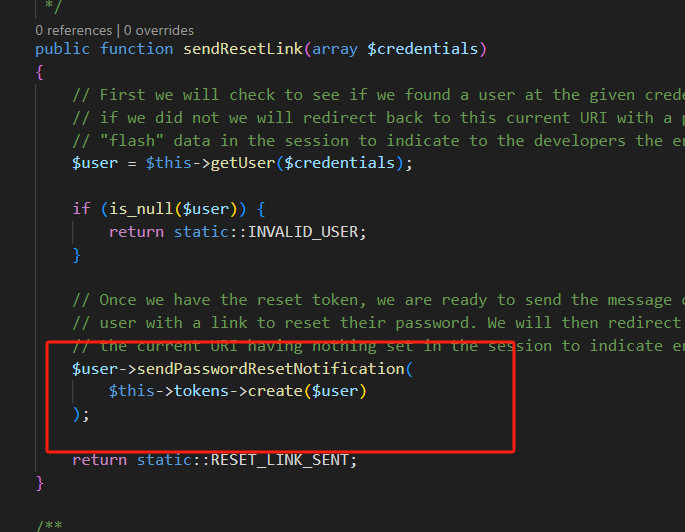 */
0 references | 0 overrides
public function sendResetLink(array $credentials)
{
// First we will check to see if we found a user at the given
// if we did not we will redirect back to this current URI with a
// "flash" data in the session to indicate to the developers the
$user = $this->getUser($credentials);
if (is_null($user)) {
return static::INVALID_USER;
}
// Once we have the reset token, we are ready to send the message
// user with a link to reset their password. We will then redirect
// the current URI having nothing set in the session to indicate
$user->sendPasswordResetNotification(
$this->tokens->create($user)
);
return static::RESET_LINK_SENT;
}
/**